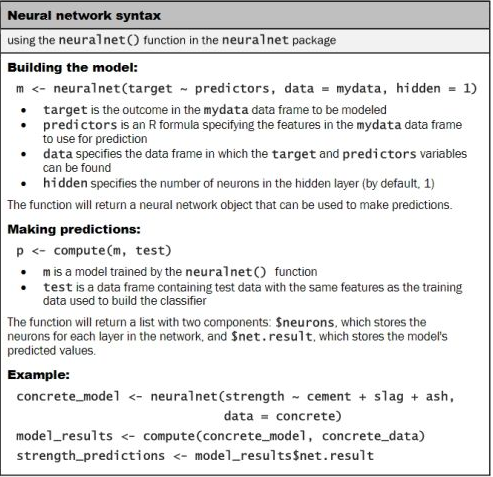 Neural network syntax
using the neuralnet() function in the neuralnet package
Building the model:
m <- neuralnet(target ~ predictors, data = mydata, hidden = 1)
• target is the outcome in the mydata data frame to be modeled
• predictors is an R formula specifying the features in the mydata data frame
to use for prediction
• data specifies the data frame in which the target and predictors variables
can be found
• hidden specifies the number of neurons in the hidden layer (by default, 1)
The function will return a neural network object that can be used to make predictions.
Making predictions:
p <- compute(m, test)
• m is a model trained by the neuralnet() function
• test is a data frame containing test data with the same features as the training
data used to build the classifier
The function will return a list with two components: $neurons, which stores the
neurons for each layer in the network, and $net.result, which stores the model's
predicted values.
Example:
concrete_model <- neuralnet(strength ~ cement + slag + ash,
data = concrete)
model_results <- compute(concrete_model, concrete_data)
strength_predictions <- model_results$net.result